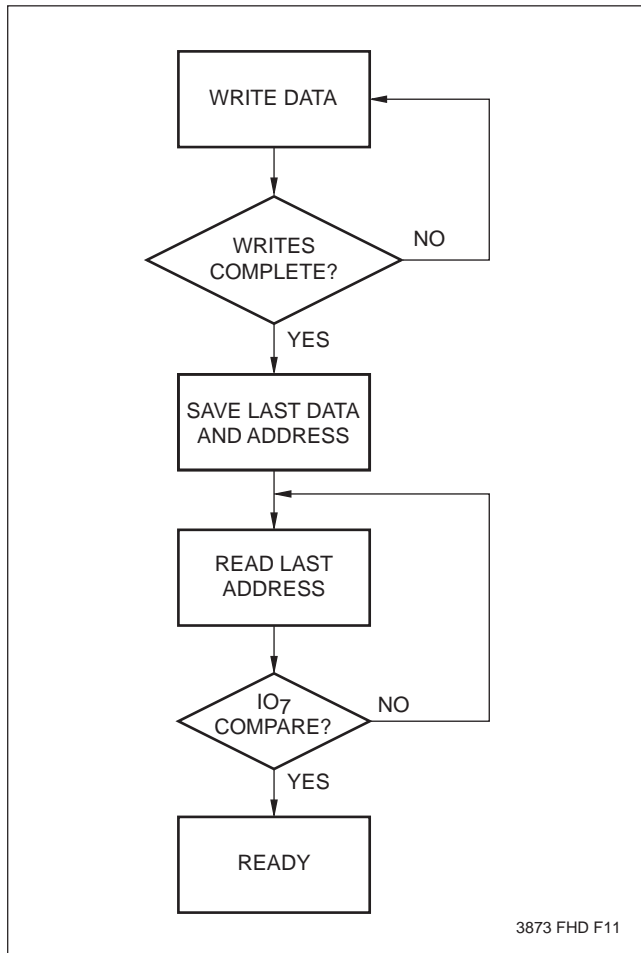 WRITE DATA
WRITES
COMPLETE?
NO
YES
SAVE LAST DATA
AND ADDRESS
READ LAST
ADDRESS
IO₇
COMPARE?
NO
YES
READY
3873 FHD F11